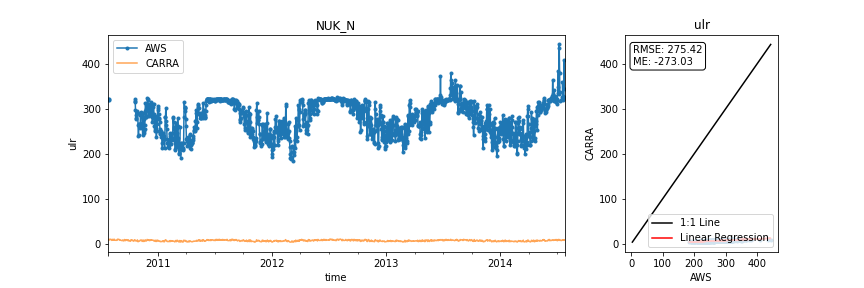 NUK_N
ulr
AWS
CARRA
400
300
200
100
0
ulr
2011
2012
2013
2014
time
RMSE: 275.42
ME: -273.03
400
300
200
100
0
CARRA
1:1 Line
Linear Regression
0
100
200
300
400
AWS